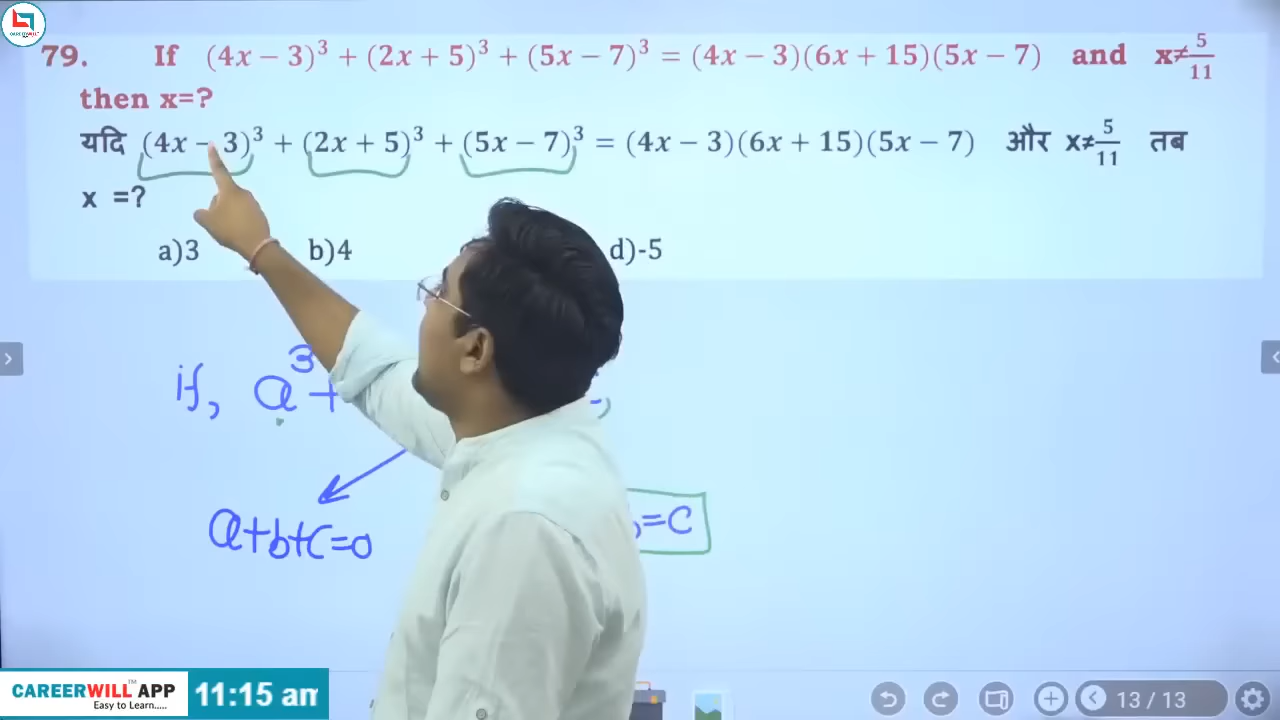 79. If (4x − 3)³ + (2x + 5)³ + (5x − 7)³ = (4x − 3)(6x + 15)(5x − 7) and x≠5/11
then x=?
यदि (4x − 3)³ + (2x + 5)³ + (5x − 7)³ = (4x − 3)(6x + 15)(5x − 7) और x≠5/11 तब
x =?
a)3 b)4 d)-5
if, a³+
a+b+c=0 =c
CAREERWILL™ APP
Easy to Learn.....
11:15 am
13 / 13